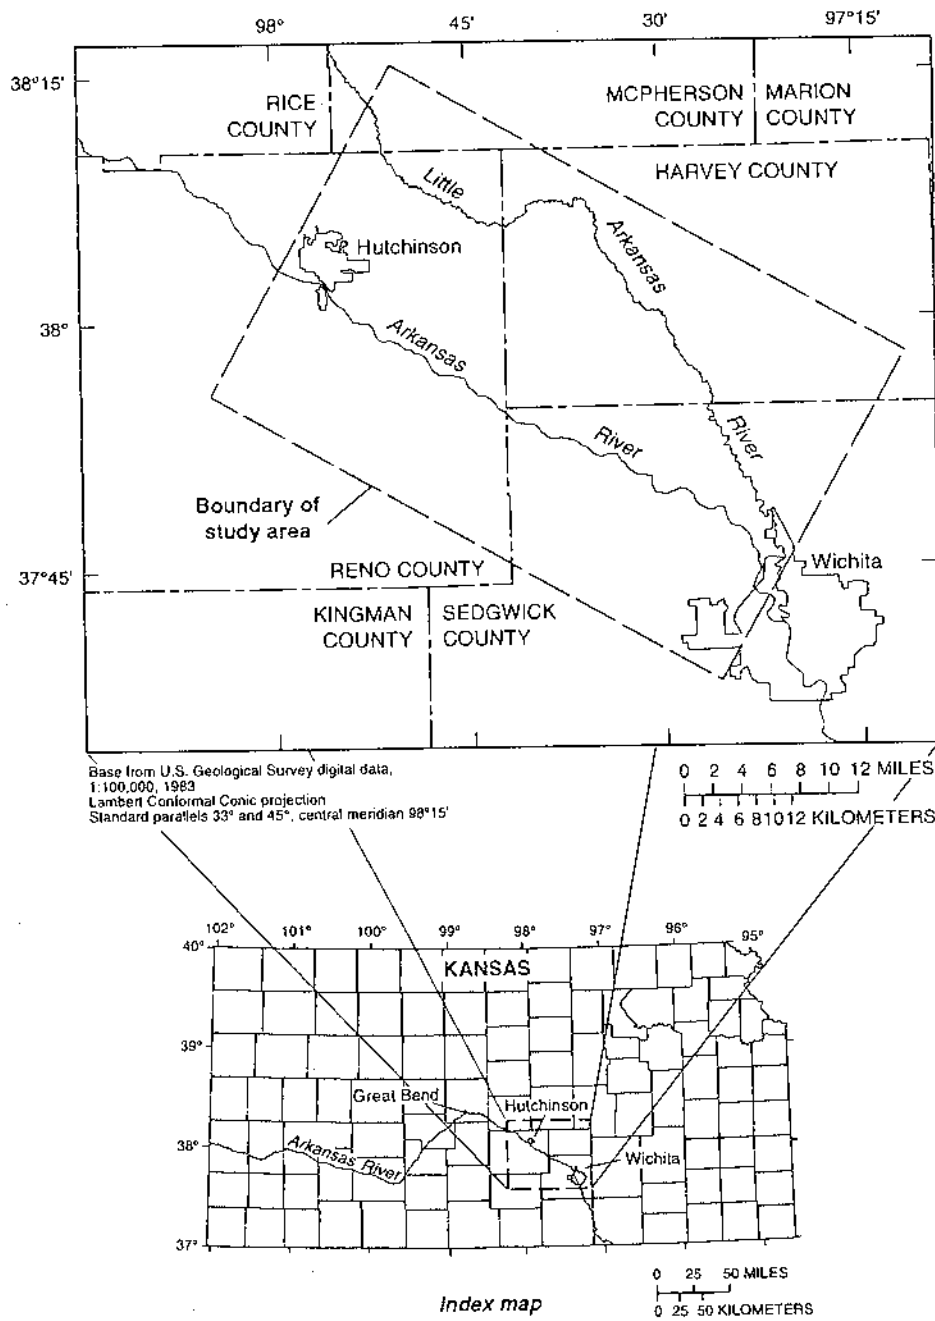 98°
45'
30'
97°15'
38°15'
RICE
COUNTY
MCPHERSON
COUNTY
MARION
COUNTY
HARVEY COUNTY
Little
Arkansas
River
Hutchinson
38°
Arkansas
River
Boundary of
study area
37°45'
RENO COUNTY
Wichita
KINGMAN
COUNTY
SEDGWICK
COUNTY
Base from U.S. Geological Survey digital data,
1:100,000, 1983
Lambert Conformal Conic projection
Standard parallels 33° and 45°, central meridian 98°15'
0 2 4 6 8 10 12 MILES
0 2 4 6 8 10 12 KILOMETERS
102°
101°
100°
99°
98°
97°
96°
95°
40°
KANSAS
39°
Great Bend
Hutchinson
38°
Arkansas River
Wichita
37°
Index map
0 25 50 MILES
0 25 50 KILOMETERS